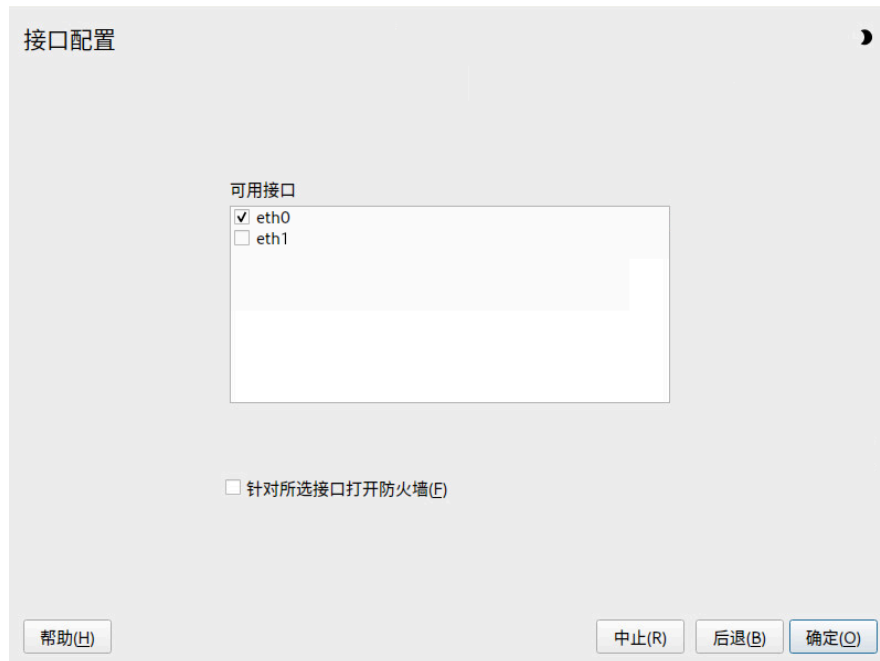 接口配置
可用接口
eth0
eth1
针对所选接口打开防火墙(F)
帮助(H)
中止(R)
后退(B)
确定(O)